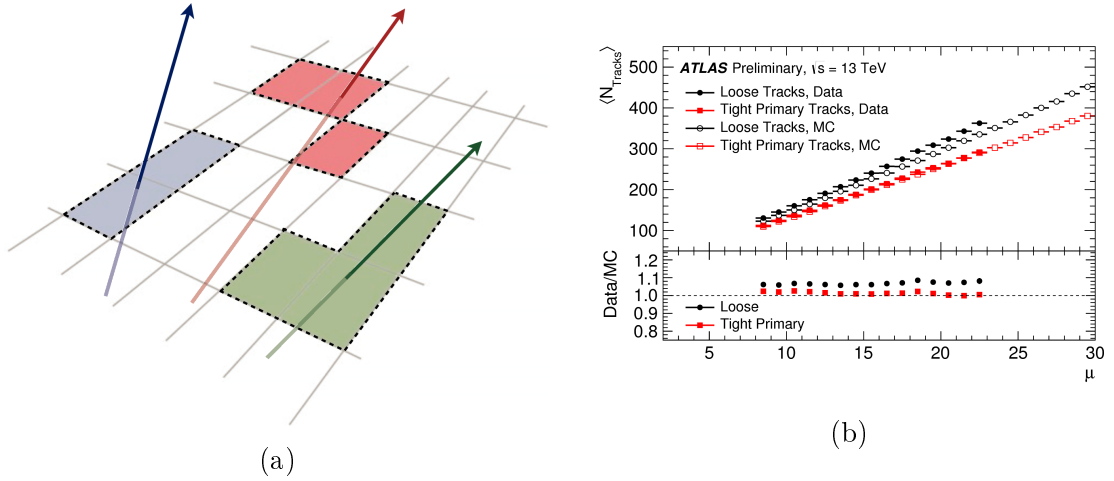 ⟨N_Tracks⟩
500
400
300
200
100
ATLAS Preliminary, √s = 13 TeV
Loose Tracks, Data
Tight Primary Tracks, Data
Loose Tracks, MC
Tight Primary Tracks, MC
Data/MC
1.2
1.1
1.0
0.9
0.8
Loose
Tight Primary
5 10 15 20 25 30
μ
(a)
(b)